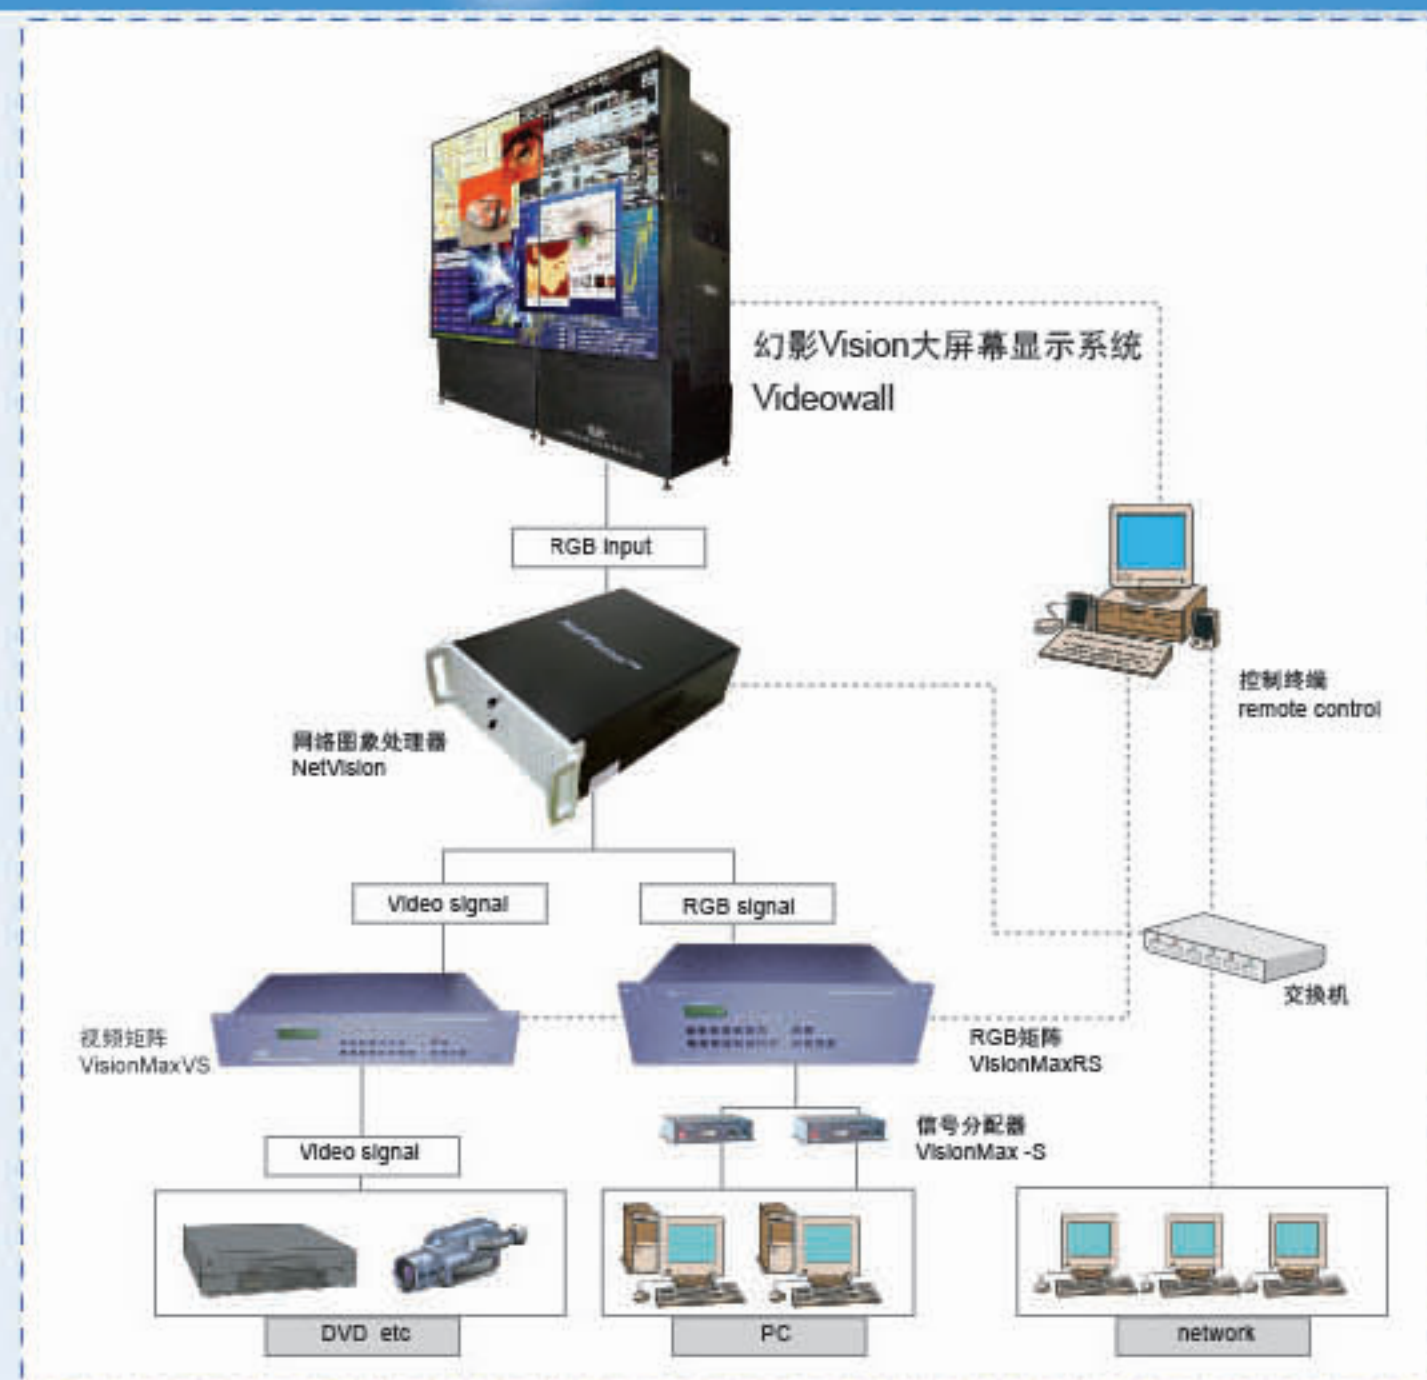 幻影Vision大屏幕显示系统
Videowall
RGB input
控制终端
remote control
网络图象处理器
NetVision
Video signal
RGB signal
交换机
视频矩阵
VisionMaxVS
RGB矩阵
VisionMaxRS
信号分配器
VisionMax -S
Video signal
DVD etc
PC
network